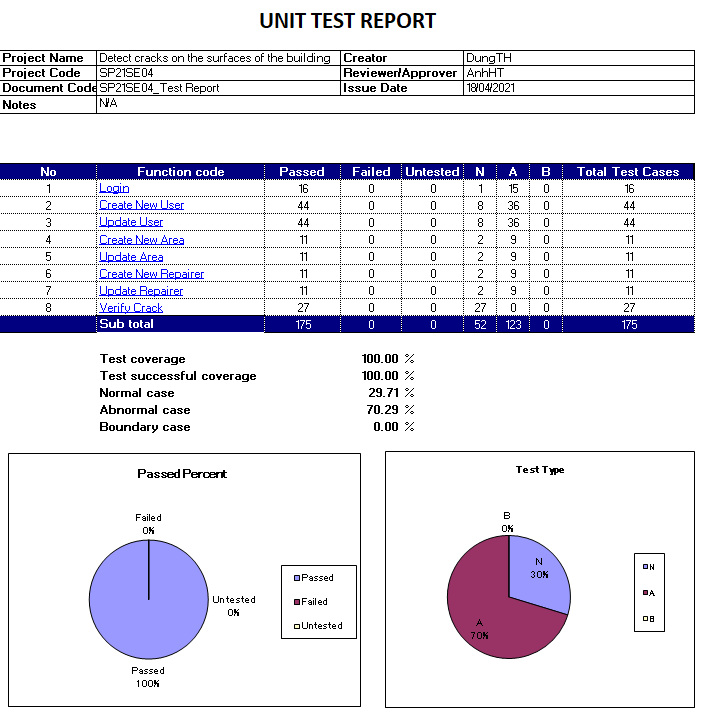 UNIT TEST REPORT
Project Name Detect cracks on the surfaces of the building Creator DungTH
Project Code SP21SE04 Reviewer/Approver AnhHT
Document Code SP21SE04_Test Report Issue Date 18/04/2021
Notes N/A
No Function code Passed Failed Untested N A B Total Test Cases
1 Login 16 0 0 1 15 0 16
2 Create New User 44 0 0 8 36 0 44
3 Update User 44 0 0 8 36 0 44
4 Create New Area 11 0 0 2 9 0 11
5 Update Area 11 0 0 2 9 0 11
6 Create New Repairer 11 0 0 2 9 0 11
7 Update Repairer 11 0 0 2 9 0 11
8 Verify Crack 27 0 0 27 0 0 27
Sub total 175 0 0 52 123 0 175
Test coverage 100.00 %
Test successful coverage 100.00 %
Normal case 29.71 %
Abnormal case 70.29 %
Boundary case 0.00 %
Passed Percent
Failed
0%
Untested
0%
Passed
100%
Passed
Failed
Untested
Test Type
B
0%
N
30%
A
70%
N
A
B